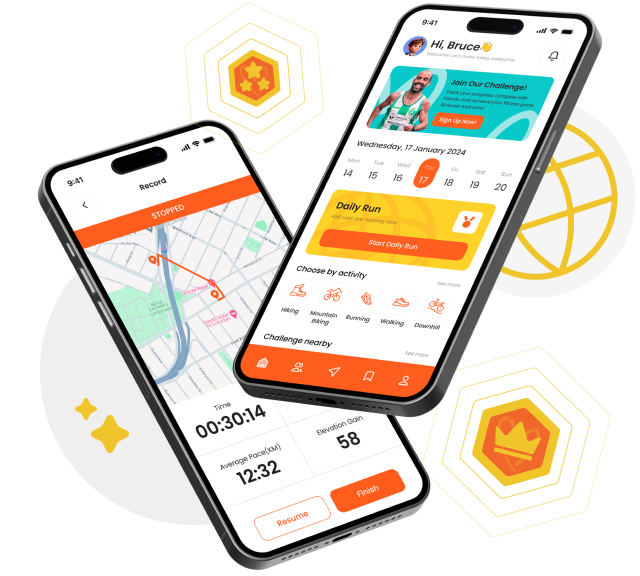 9:41
Hi, Bruce👋
Welcome! Let's make today awesome
Join Our Challenge!
Track your progress, compete with
friends, and achieve your fitness goals.
All levels welcome!
Sign Up Now!
Wednesday, 17 January 2024
Mon Tue Wed Thu Fri Sat Sun
14 15 16 17 18 19 20
Daily Run
user are running now
Start Daily Run
Choose by activity
See more
Hiking
Mountain
Biking
Running
Walking
Downhill
Challenge nearby
See more
9:41
Record
STOPPED
Time
00:30:14
Average Pace(KM)
12:32
Elevation Gain
58
Resume
Finish